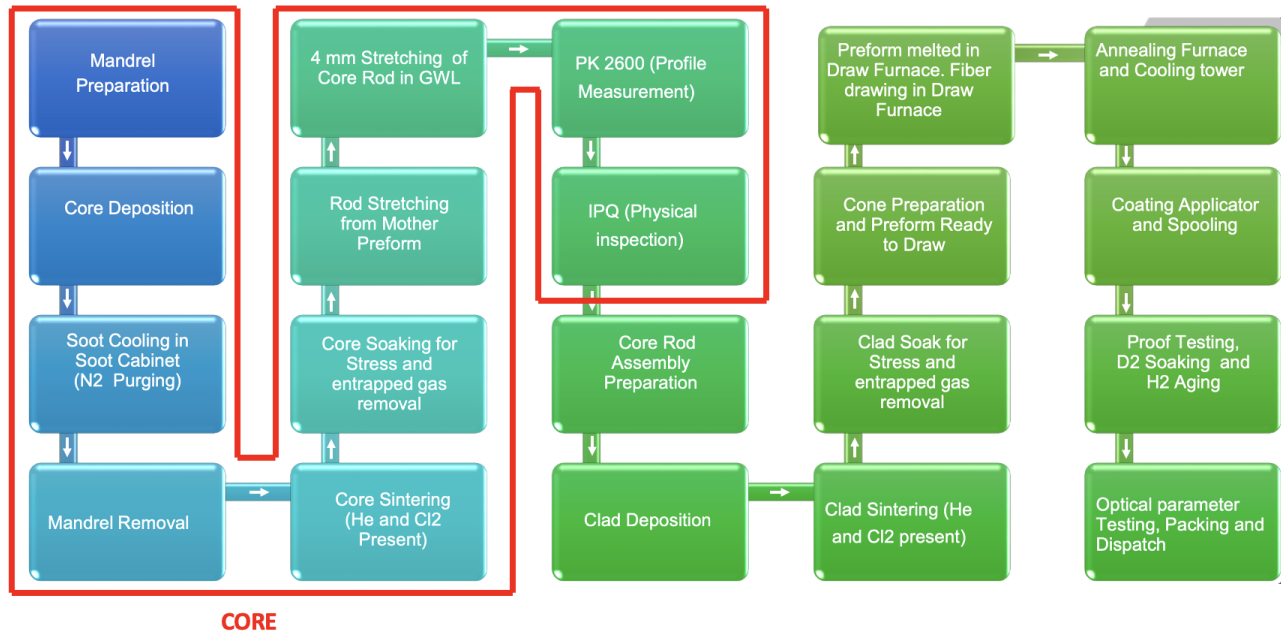 Mandrel
Preparation
Core Deposition
Soot Cooling in
Soot Cabinet
(N2 Purging)
Mandrel Removal
Core Sintering
(He and Cl2
Present)
Core Soaking for
Stress and
entrapped gas
removal
Rod Stretching
from Mother
Preform
4 mm Stretching of
Core Rod in GWL
PK 2600 (Profile
Measurement)
IPQ (Physical
inspection)
Core Rod
Assembly
Preparation
Clad Deposition
Clad Sintering (He
and Cl2 present)
Clad Soak for
Stress and
entrapped gas
removal
Cone Preparation
and Preform Ready
to Draw
Preform melted in
Draw Furnace. Fiber
drawing in Draw
Furnace
Annealing Furnace
and Cooling tower
Coating Applicator
and Spooling
Proof Testing,
D2 Soaking and
H2 Aging
Optical parameter
Testing, Packing and
Dispatch
CORE